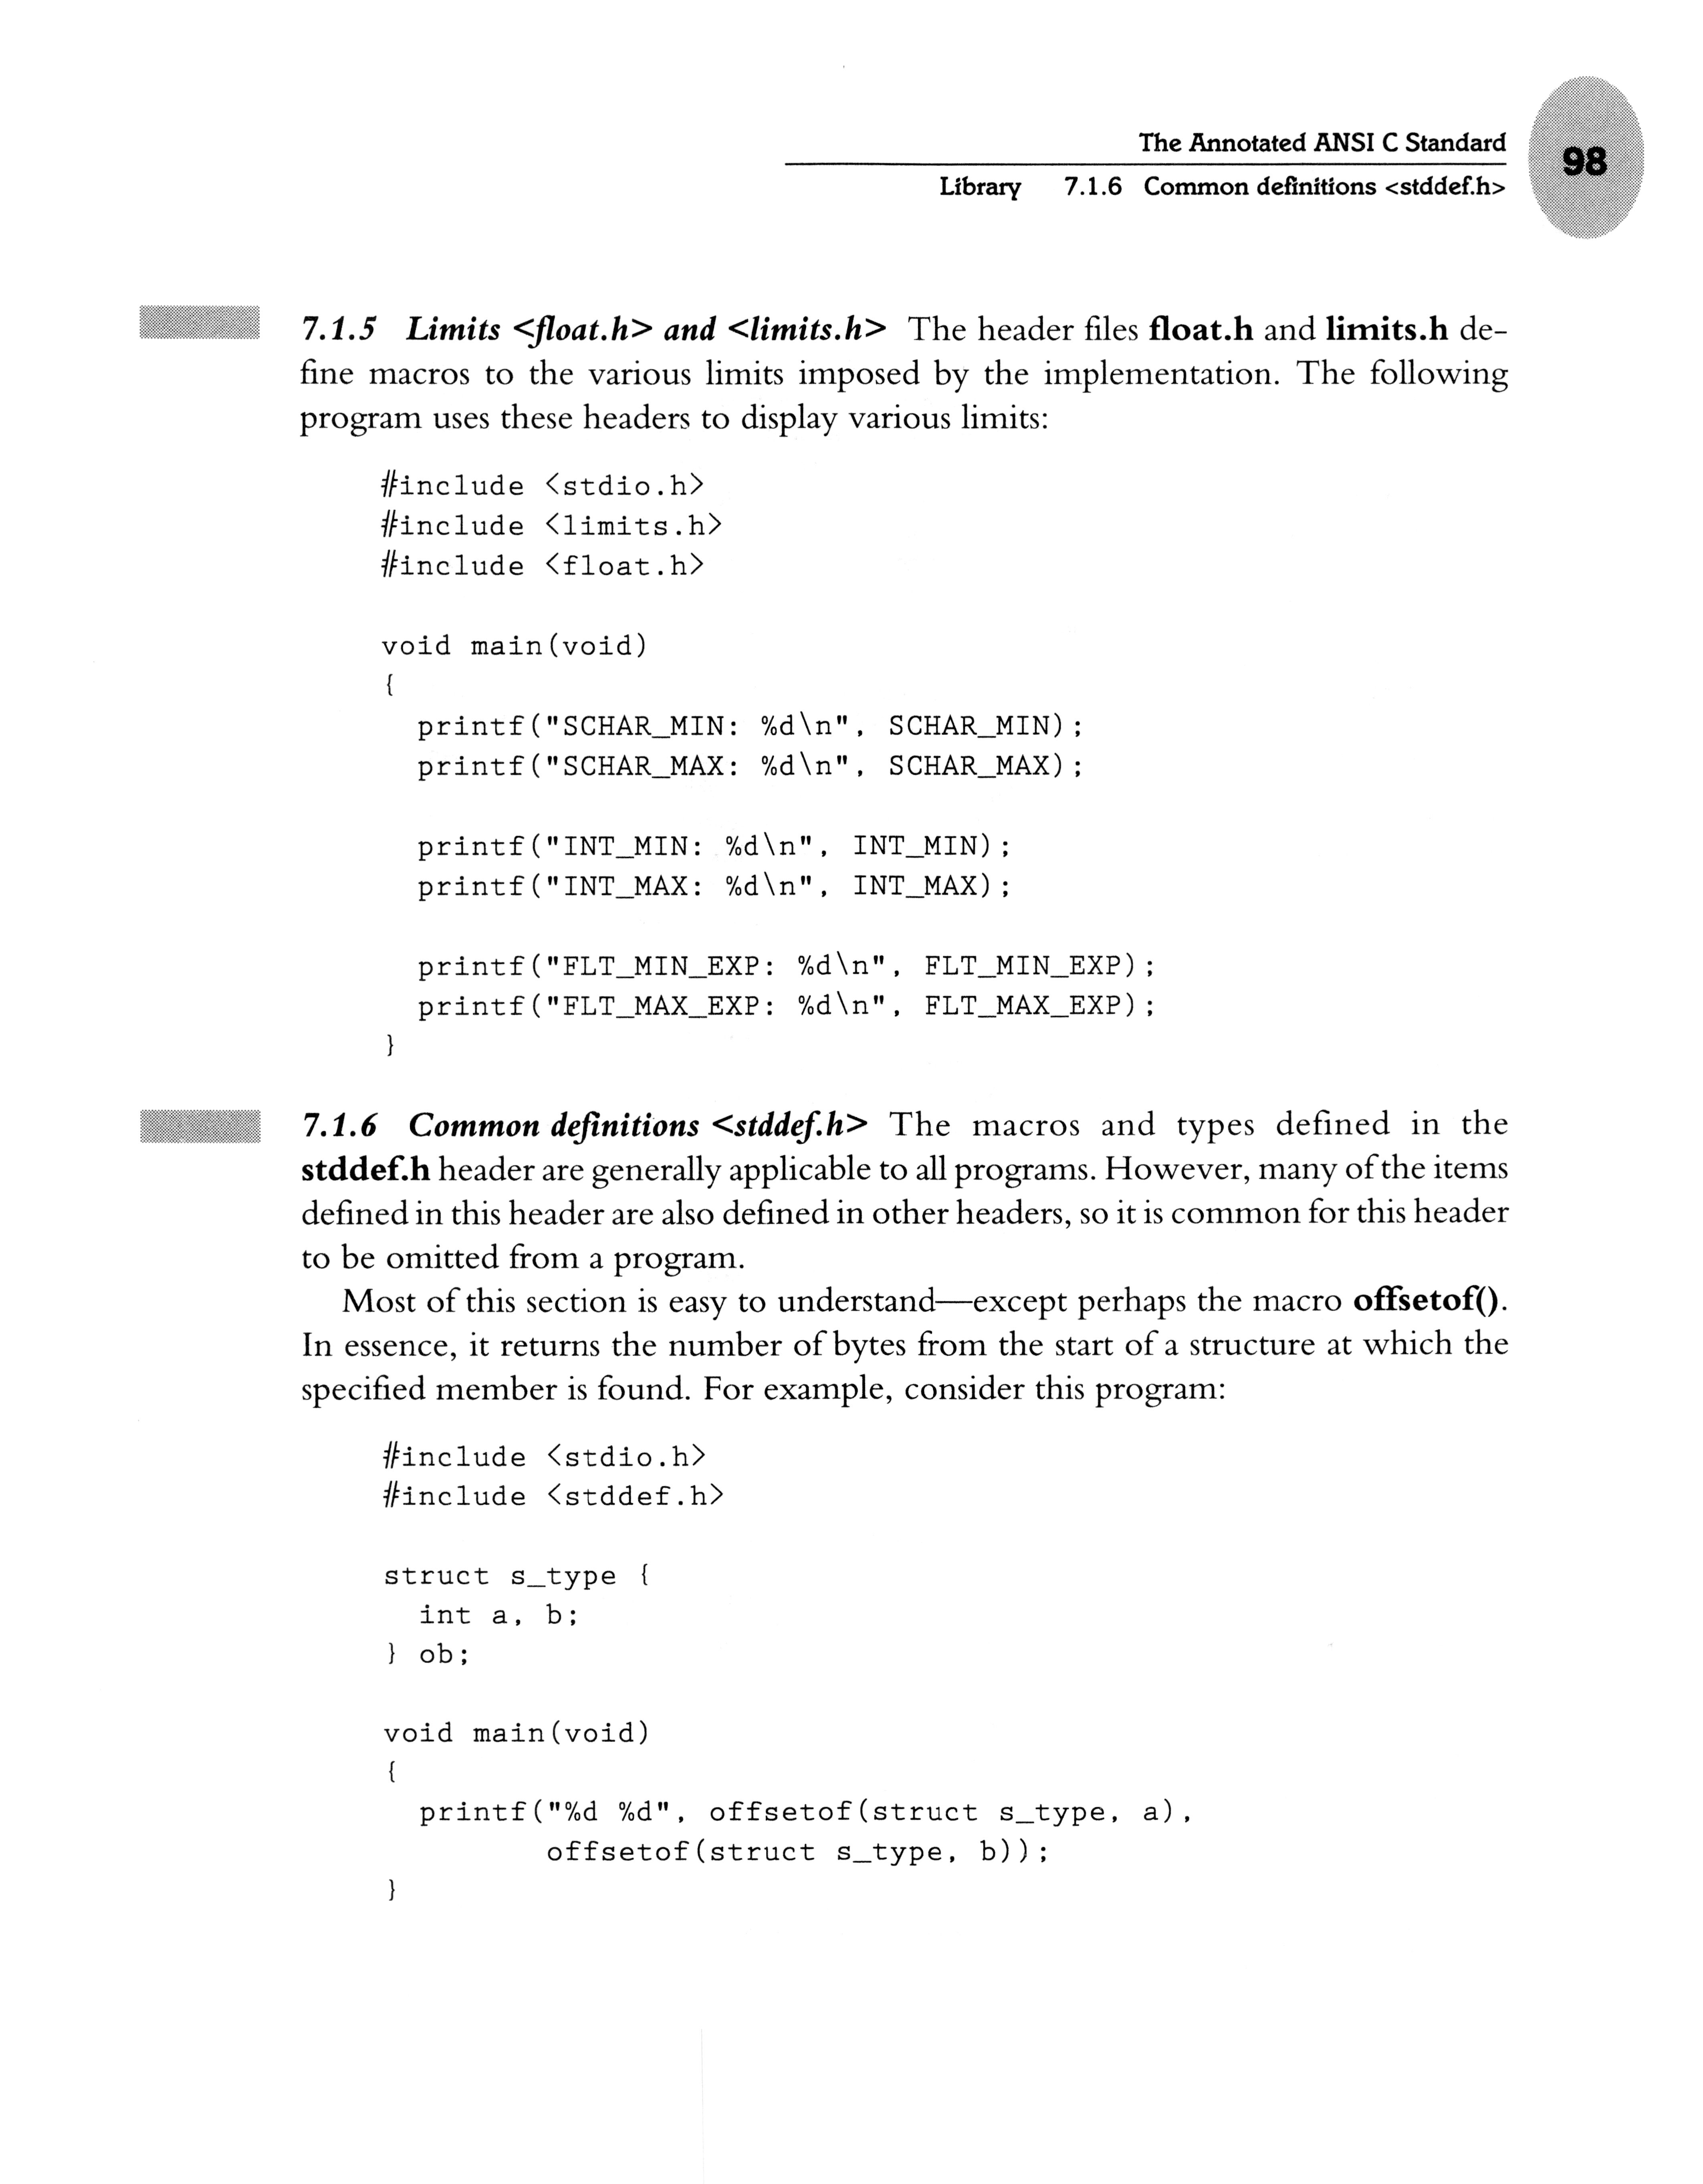 The Annotated ANSI C Standard
98
Library 7.1.6 Common definitions <stddef.h>
7.1.5 Limits <float.h> and <limits.h> The header files float.h and limits.h de-
fine macros to the various limits imposed by the implementation. The following
program uses these headers to display various limits:
#include <stdio.h>
#include <limits.h>
#include <float.h>
void main(void)
{
printf("SCHAR_MIN: %d\n", SCHAR_MIN);
printf("SCHAR_MAX: %d\n", SCHAR_MAX);
printf("INT_MIN: %d\n", INT_MIN);
printf("INT_MAX: %d\n", INT_MAX);
printf("FLT_MIN_EXP: %d\n", FLT_MIN_EXP);
printf("FLT_MAX_EXP: %d\n", FLT_MAX_EXP);
}
7.1.6 Common definitions <stddef.h> The macros and types defined in the
stddef.h header are generally applicable to all programs. However, many of the items
defined in this header are also defined in other headers, so it is common for this header
to be omitted from a program.
Most of this section is easy to understand—except perhaps the macro offsetof().
In essence, it returns the number of bytes from the start of a structure at which the
specified member is found. For example, consider this program:
#include <stdio.h>
#include <stddef.h>
struct s_type {
int a, b;
} ob;
void main(void)
{
printf("%d %d", offsetof(struct s_type, a),
offsetof(struct s_type, b));
}